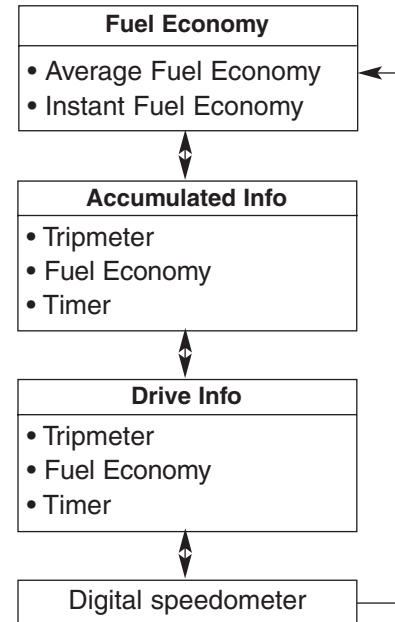 Fuel Economy
• Average Fuel Economy
• Instant Fuel Economy
Accumulated Info
• Tripmeter
• Fuel Economy
• Timer
Drive Info
• Tripmeter
• Fuel Economy
• Timer
Digital speedometer